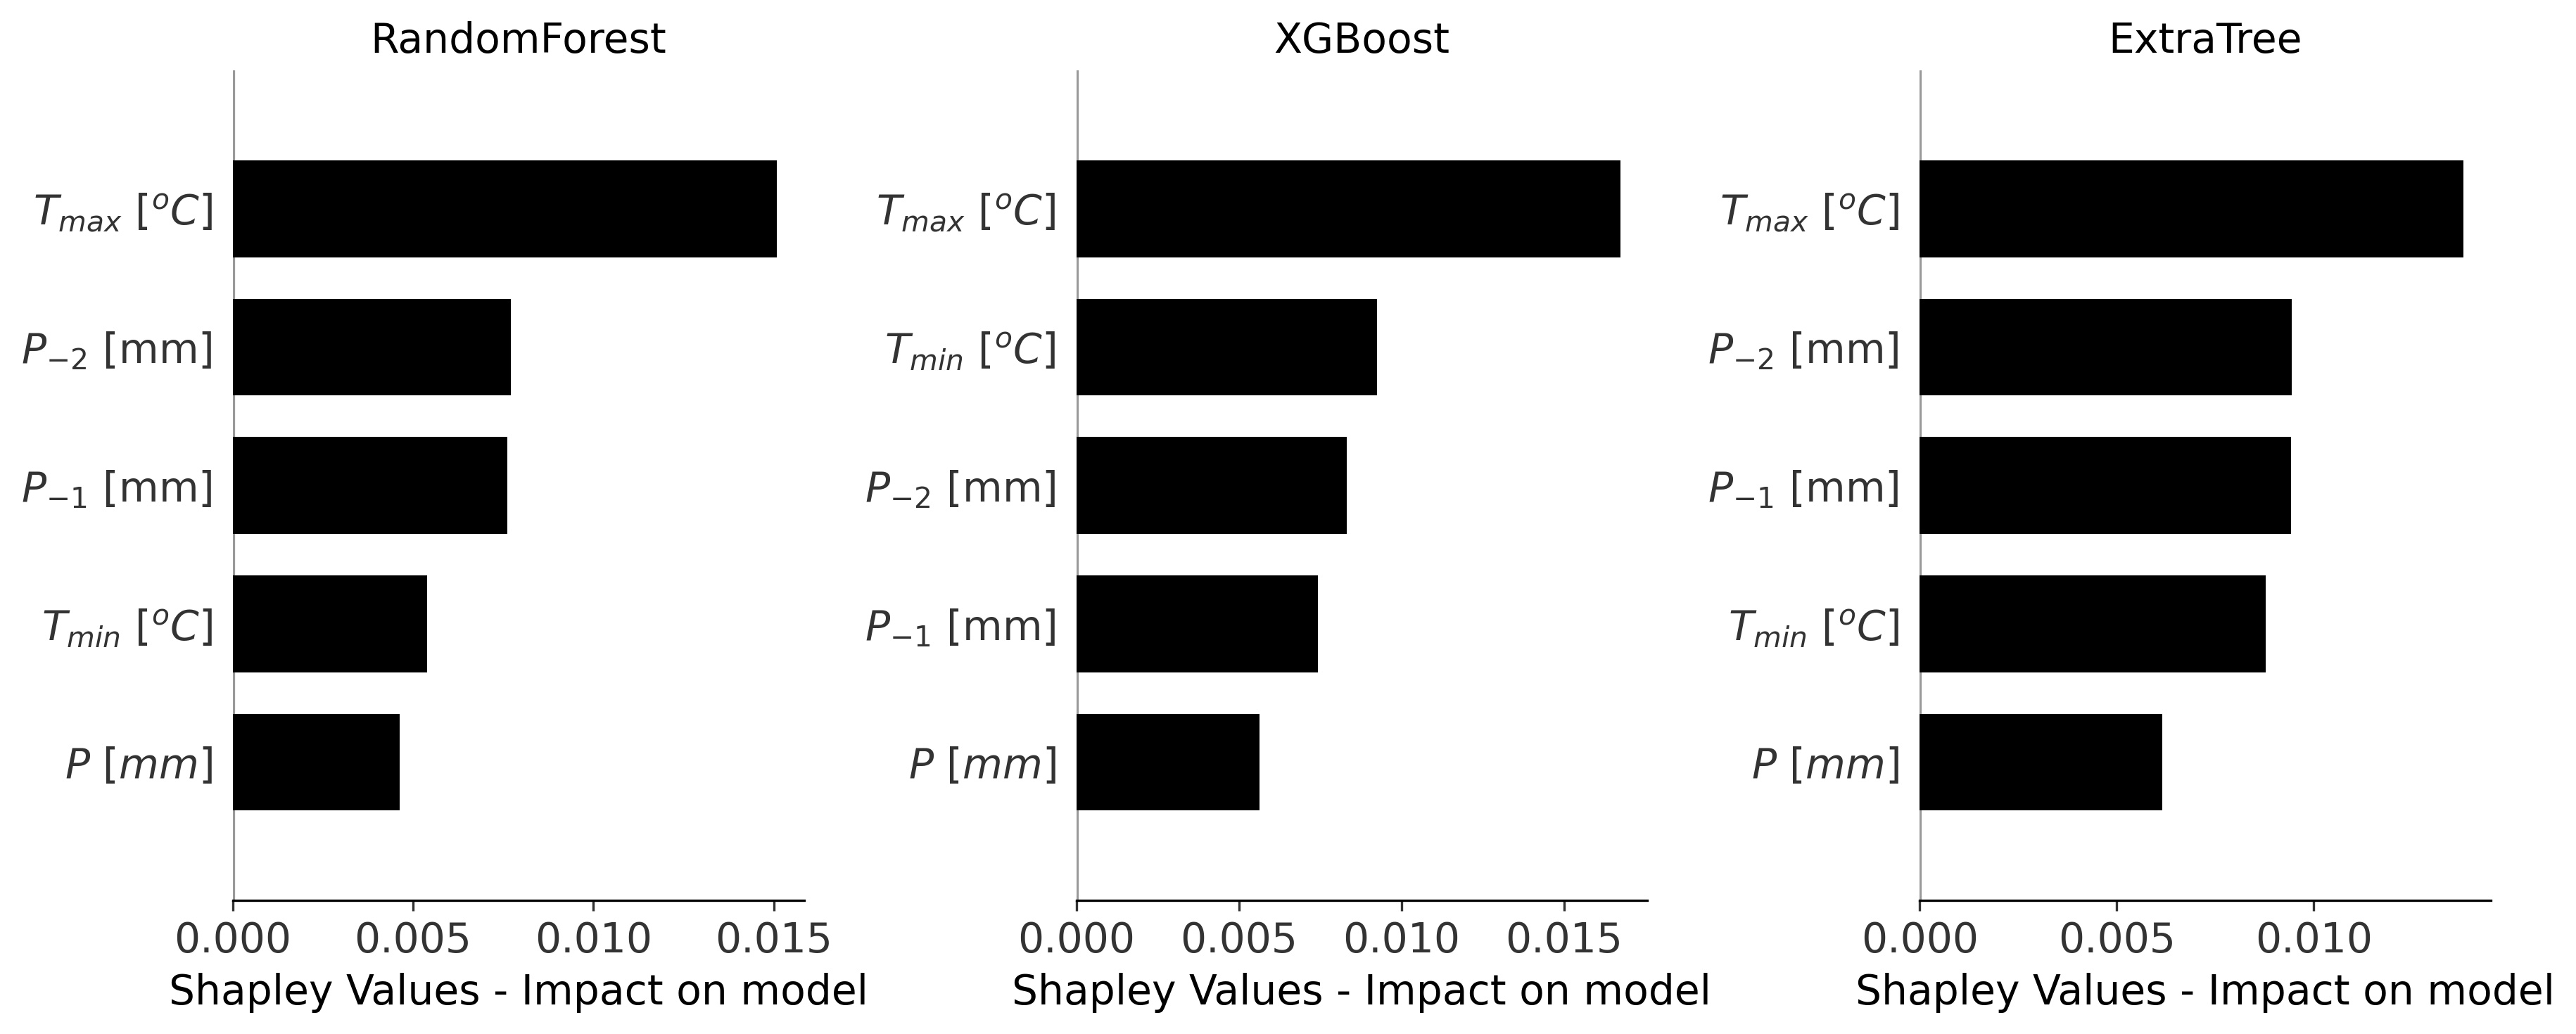 RandomForest
T_max [°C]
P_−2 [mm]
P_−1 [mm]
T_min [°C]
P [mm]
0.000 0.005 0.010 0.015
Shapley Values - Impact on model
XGBoost
T_max [°C]
T_min [°C]
P_−2 [mm]
P_−1 [mm]
P [mm]
0.000 0.005 0.010 0.015
Shapley Values - Impact on model
ExtraTree
T_max [°C]
P_−2 [mm]
P_−1 [mm]
T_min [°C]
P [mm]
0.000 0.005 0.010
Shapley Values - Impact on model